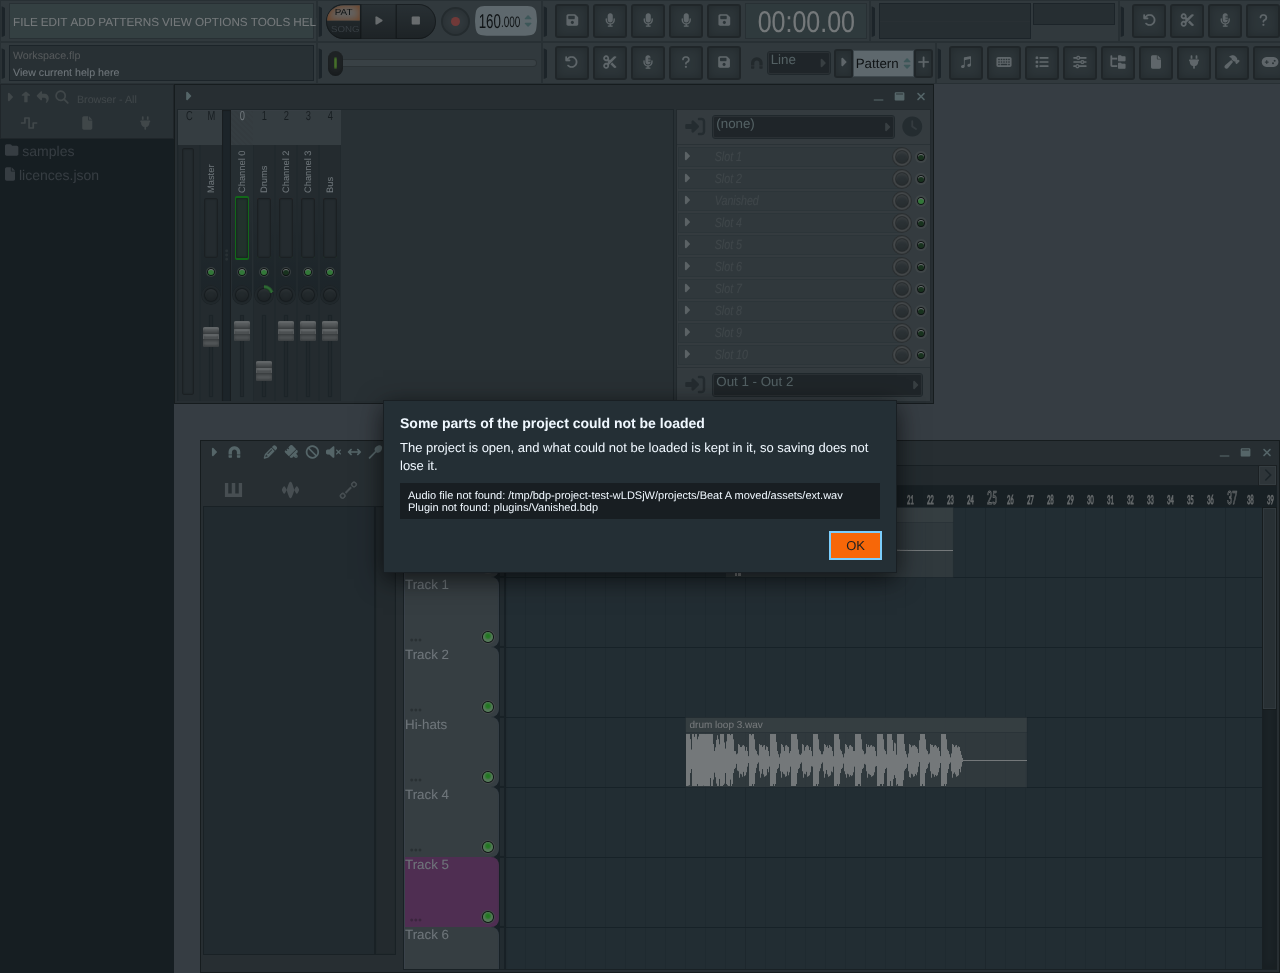 FILE EDIT ADD PATTERNS VIEW OPTIONS TOOLS HEL
PAT
SONG
160.000
00:00.00
Workspace.flp
View current help here
Line
Pattern
Browser - All
samples
licences.json
C M 0 1 2 3 4
Master
Channel 0
Drums
Channel 2
Channel 3
Bus
(none)
Slot 1
Slot 2
Vanished
Slot 4
Slot 5
Slot 6
Slot 7
Slot 8
Slot 9
Slot 10
Out 1 - Out 2
Some parts of the project could not be loaded
The project is open, and what could not be loaded is kept in it, so saving does not
lose it.
Audio file not found: /tmp/bdp-project-test-wLDSjW/projects/Beat A moved/assets/ext.wav
Plugin not found: plugins/Vanished.bdp
OK
21 22 23 24 25 26 27 28 29 30 31 32 33 34 35 36 37 38 39
Track 1
Track 2
Hi-hats
drum loop 3.wav
Track 4
Track 5
Track 6